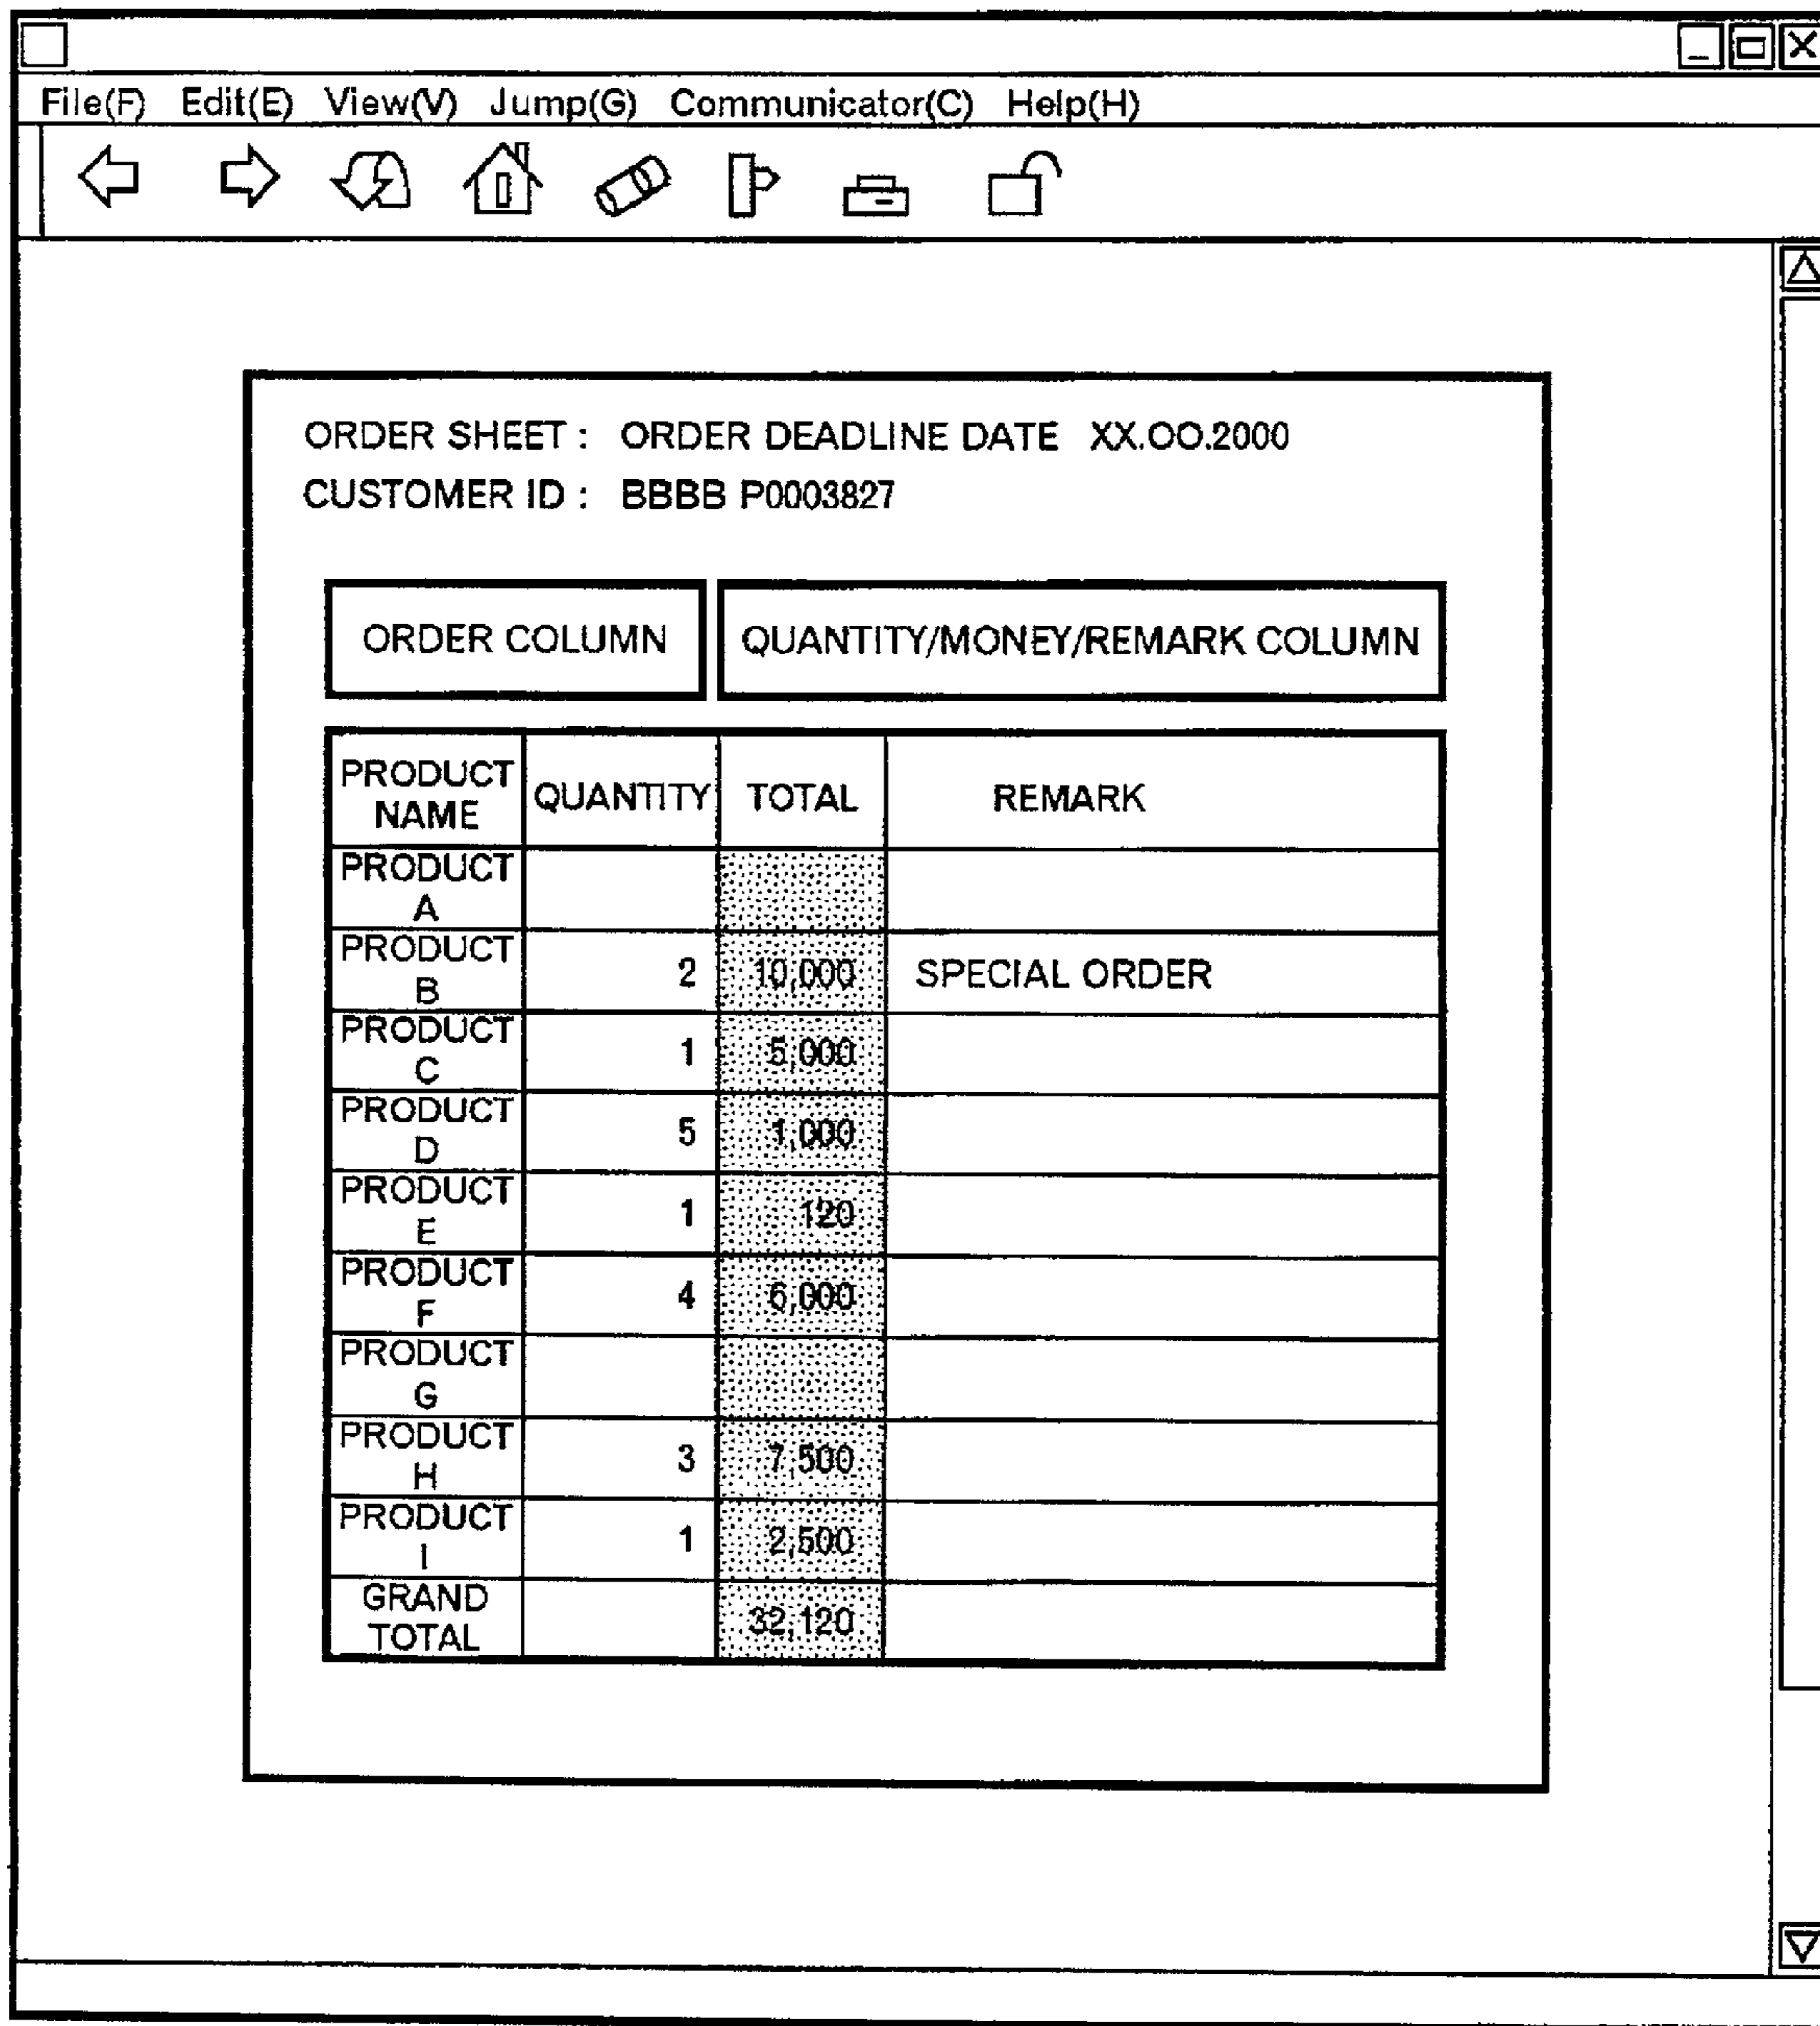 File(F) Edit(E) View(V) Jump(G) Communicator(C) Help(H)
ORDER SHEET : ORDER DEADLINE DATE XX.OO.2000
CUSTOMER ID : BBBB P0003827
ORDER COLUMN QUANTITY/MONEY/REMARK COLUMN
PRODUCT NAME QUANTITY TOTAL REMARK
PRODUCT A
PRODUCT B 2 10,000 SPECIAL ORDER
PRODUCT C 1 5,000
PRODUCT D 5 1,000
PRODUCT E 1 120
PRODUCT F 4 6,000
PRODUCT G
PRODUCT H 3 7,500
PRODUCT I 1 2,500
GRAND TOTAL 32,120